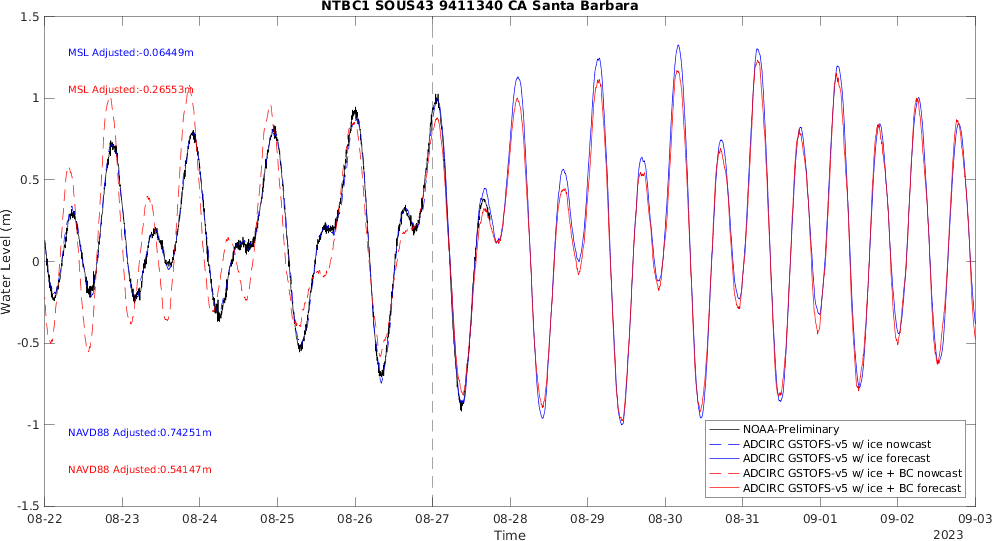 NTBC1 SOUS43 9411340 CA Santa Barbara
1.5
1
0.5
0
-0.5
-1
-1.5
Water Level (m)
MSL Adjusted:-0.06449m
MSL Adjusted:-0.26553m
NAVD88 Adjusted:0.74251m
NAVD88 Adjusted:0.54147m
NOAA-Preliminary
ADCIRC GSTOFS-v5 w/ ice nowcast
ADCIRC GSTOFS-v5 w/ ice forecast
ADCIRC GSTOFS-v5 w/ ice + BC nowcast
ADCIRC GSTOFS-v5 w/ ice + BC forecast
08-22 08-23 08-24 08-25 08-26 08-27 08-28 08-29 08-30 08-31 09-01 09-02 09-03
Time
2023